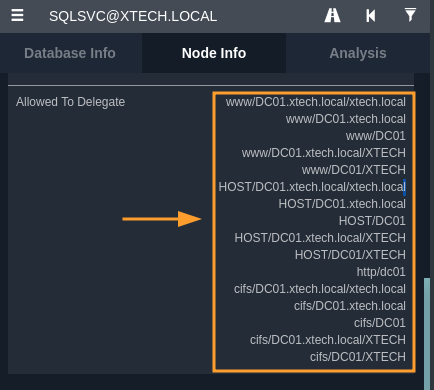 SQLSVC@XTECH.LOCAL
Database Info
Node Info
Analysis
Allowed To Delegate
www/DC01.xtech.local/xtech.local
www/DC01.xtech.local
www/DC01
www/DC01.xtech.local/XTECH
www/DC01/XTECH
HOST/DC01.xtech.local/xtech.local
HOST/DC01.xtech.local
HOST/DC01
HOST/DC01.xtech.local/XTECH
HOST/DC01/XTECH
http/dc01
cifs/DC01.xtech.local/xtech.local
cifs/DC01.xtech.local
cifs/DC01
cifs/DC01.xtech.local/XTECH
cifs/DC01/XTECH